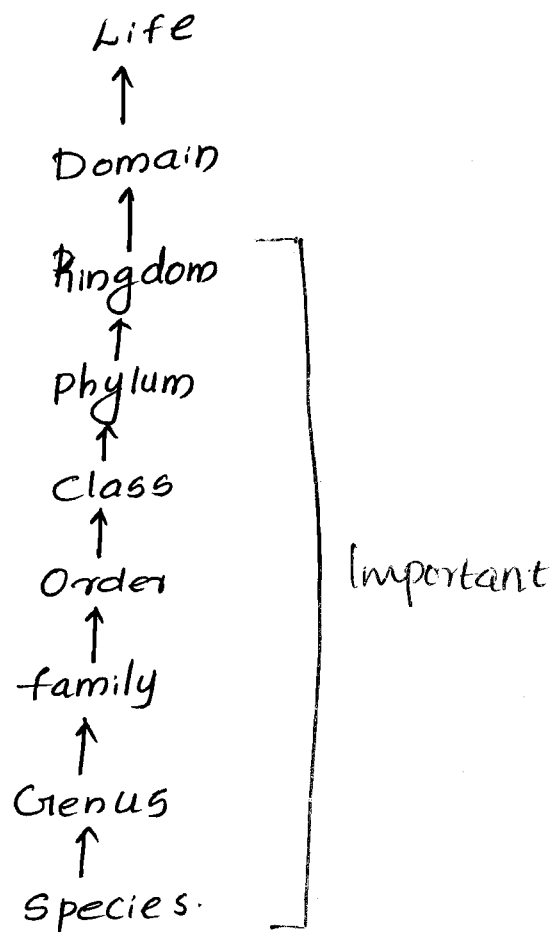 Life
Domain
Kingdom
Phylum
Class
Order
Important
family
Genus
Species.